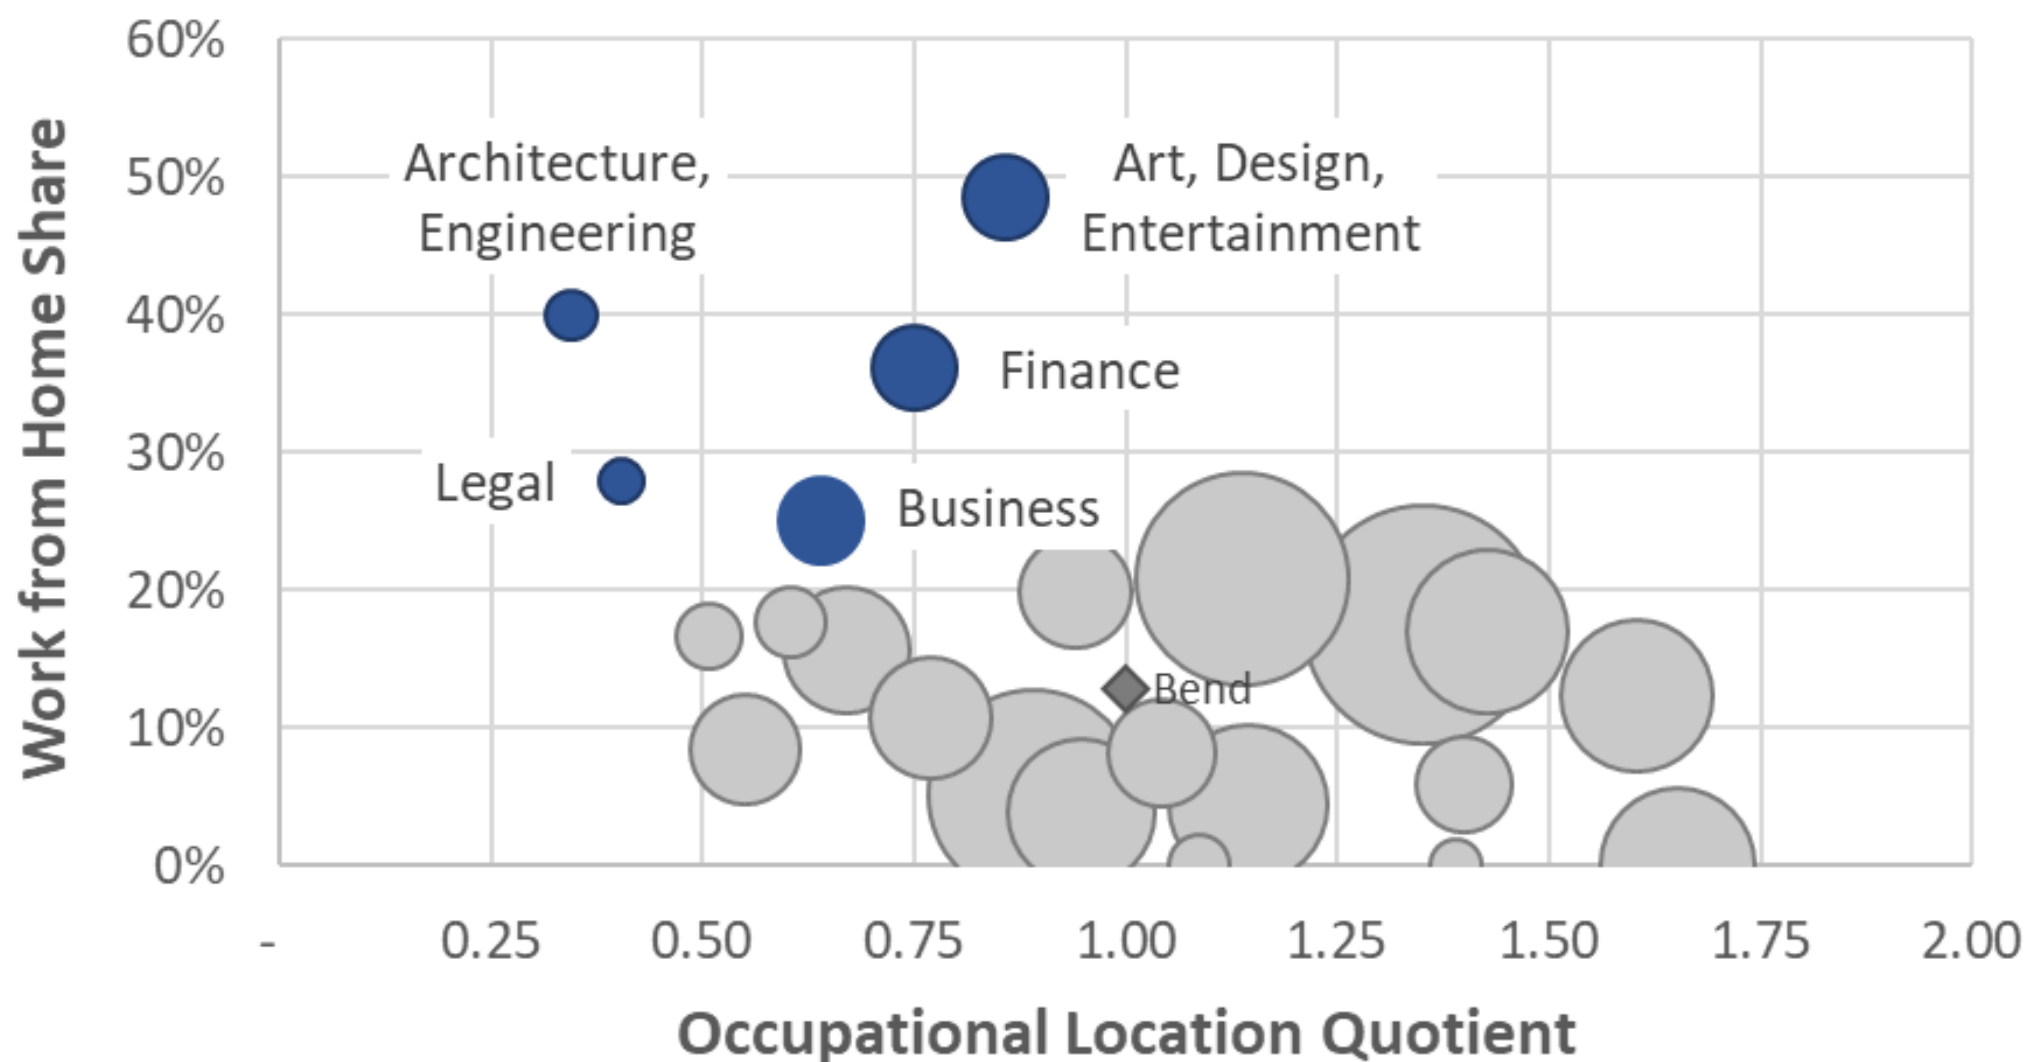 60%
50%
40%
30%
20%
10%
0%
Work from Home Share
Architecture,
Engineering
Art, Design,
Entertainment
Finance
Legal
Business
Bend
-
0.25
0.50
0.75
1.00
1.25
1.50
1.75
2.00
Occupational Location Quotient